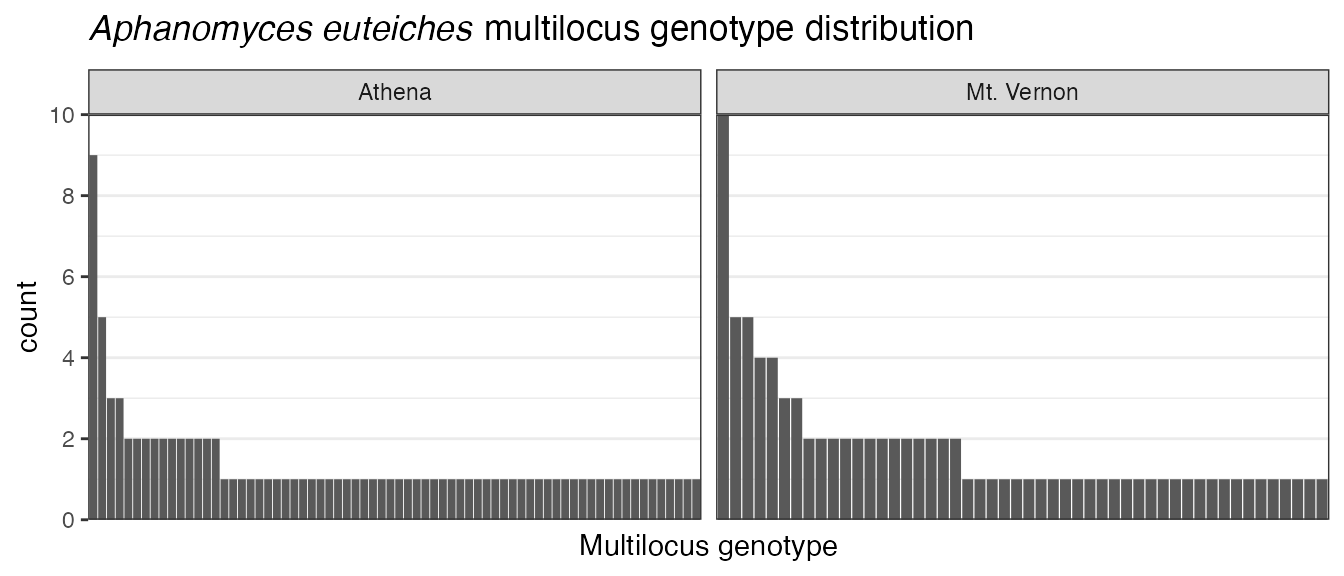 Aphanomyces euteiches multilocus genotype distribution
Athena
Mt. Vernon
count
10
8
6
4
2
0
Multilocus genotype